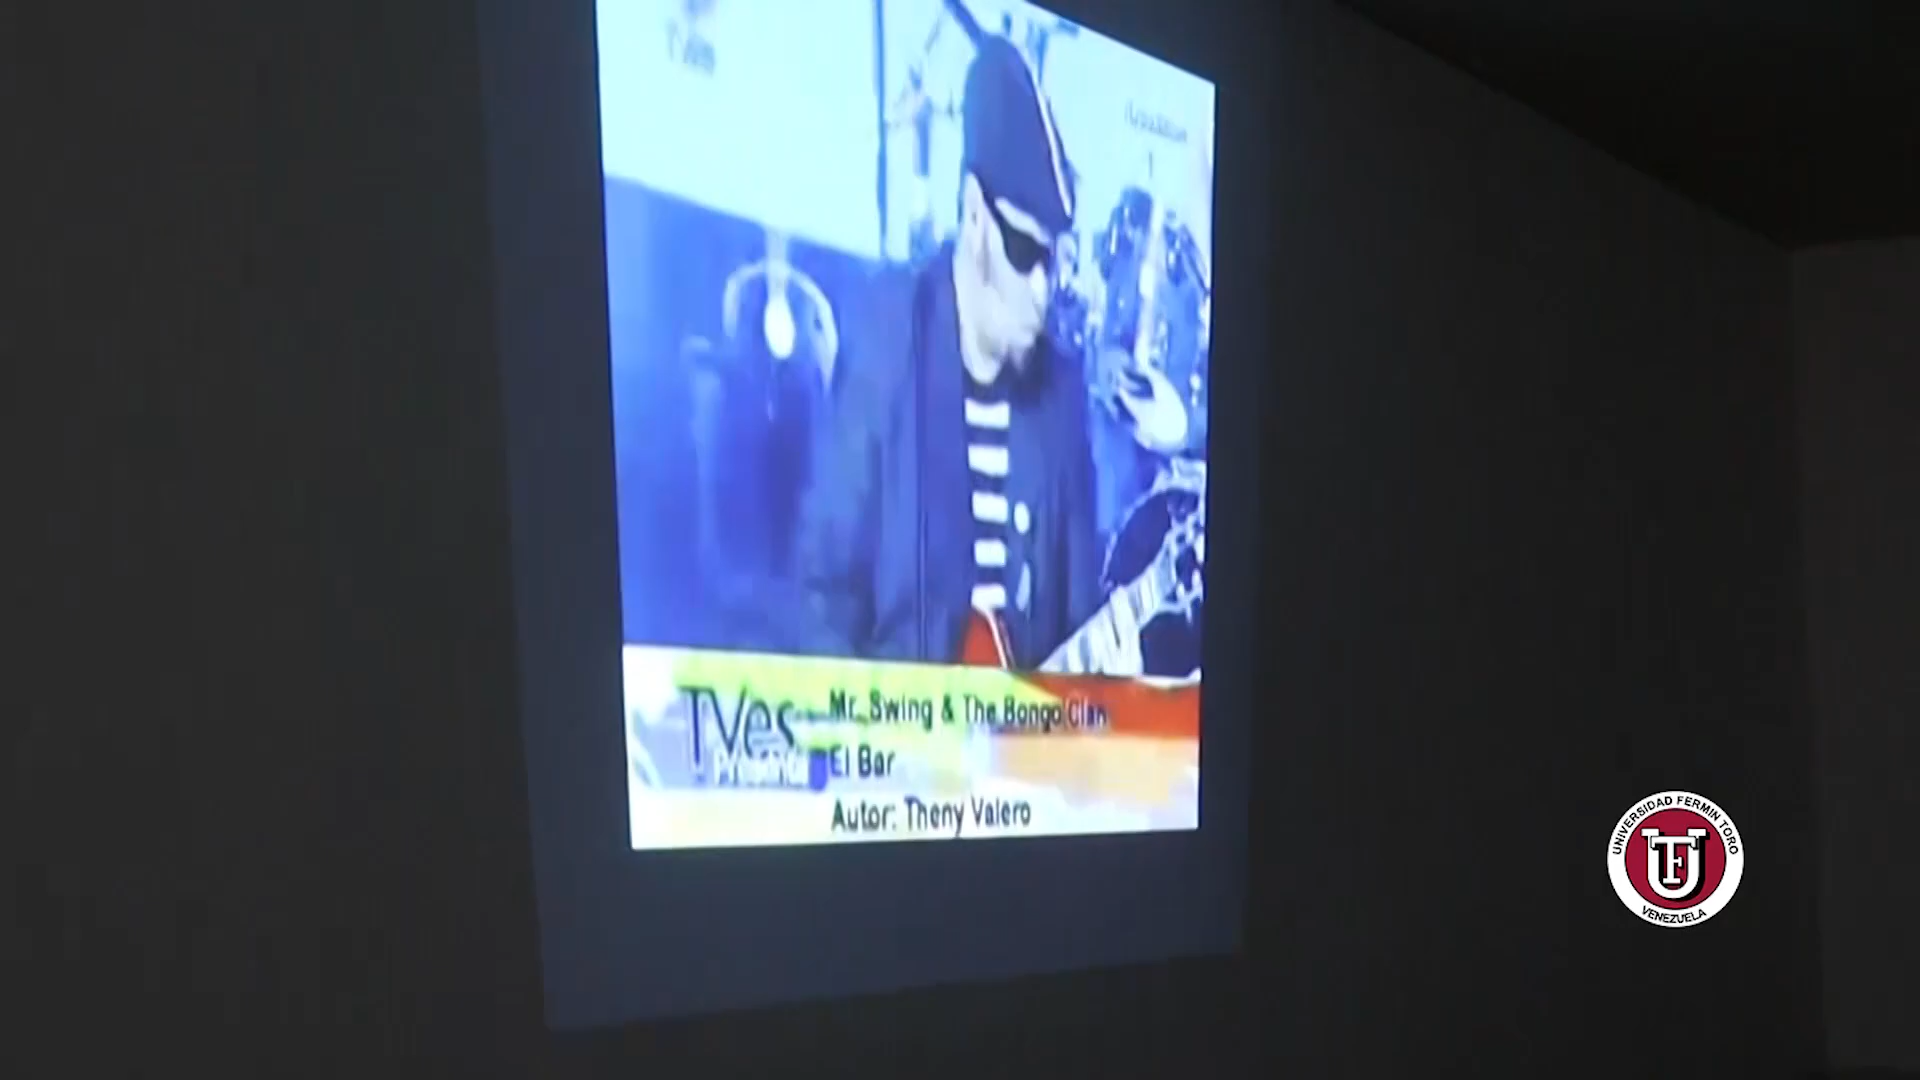 TVes
Mr. Swing & The Bongo Clan
El Bar
Autor: Theny Valero
UNIVERSIDAD FERMIN TORO
UFT
VENEZUELA